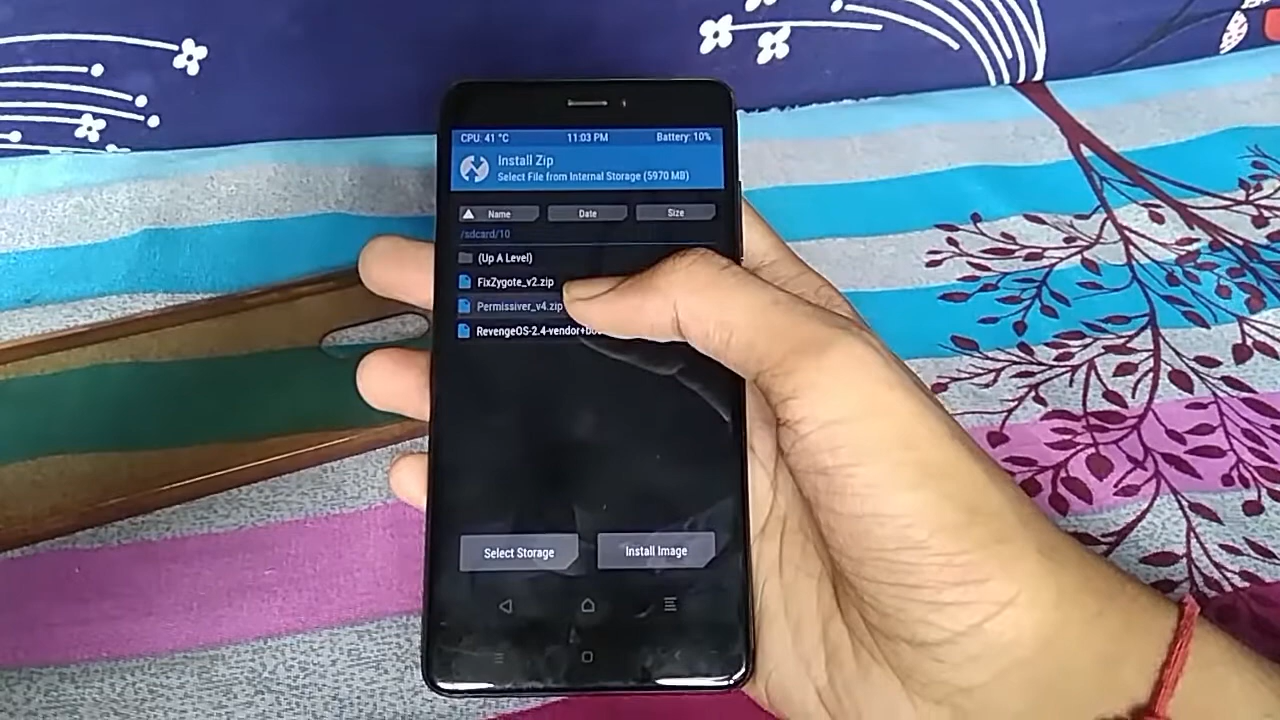 CPU: 41 °C 11:03 PM Battery: 10%
Install Zip
Select File from Internal Storage (5970 MB)
Name Date Size
/sdcard/10
(Up A Level)
FixZygote_v2.zip
Permissiver_v4.zip
RevengeOS-2.4-vendor+bo
Select Storage Install Image